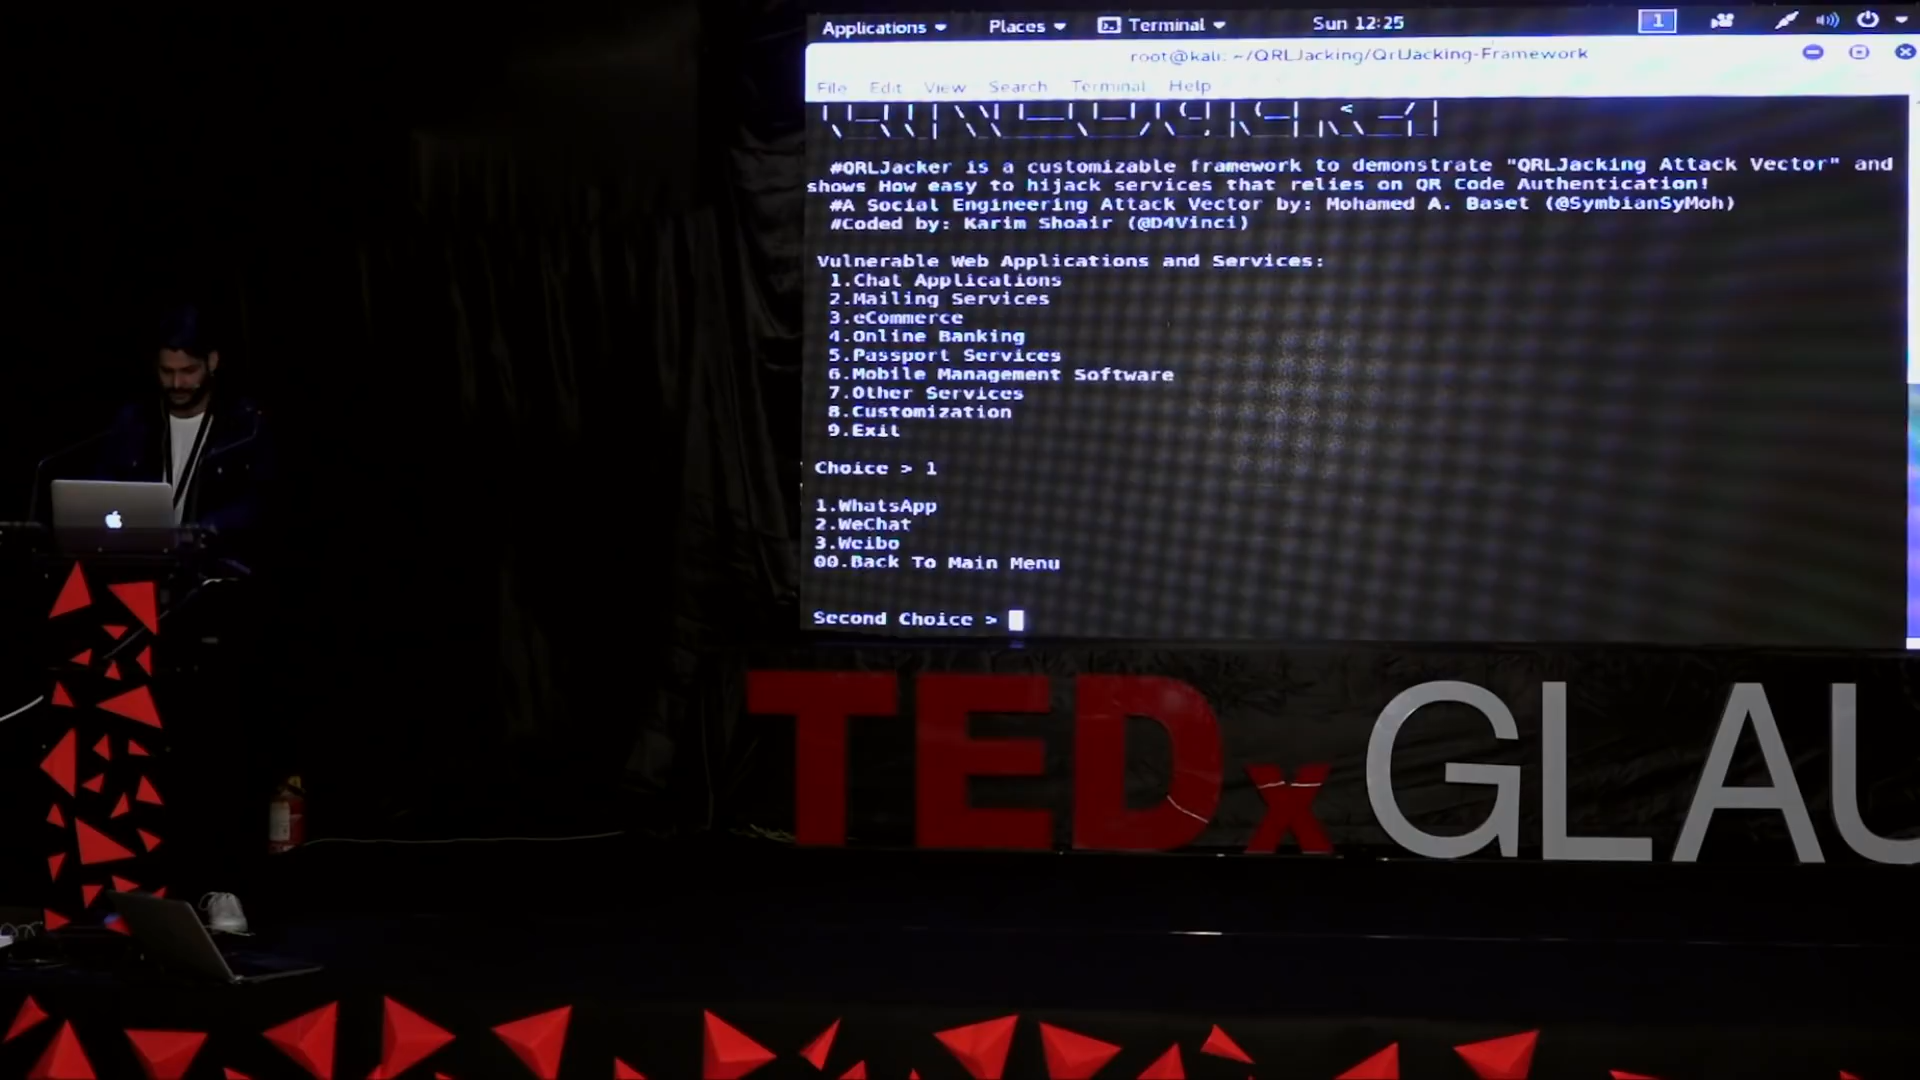 Applications
Places
Terminal
Sun 12:25
1
root@kali: ~/QRLJacking/QrlJacking-Framework
File Edit View Search Terminal Help
#QRLJacker is a customizable framework to demonstrate "QRLJacking Attack Vector" and
shows How easy to hijack services that relies on QR Code Authentication!
#A Social Engineering Attack Vector by: Mohamed A. Baset (@SymbianSyMoh)
#Coded by: Karim Shoair (@D4Vinci)
Vulnerable Web Applications and Services:
1.Chat Applications
2.Mailing Services
3.eCommerce
4.Online Banking
5.Passport Services
6.Mobile Management Software
7.Other Services
8.Customization
9.Exit
Choice > 1
1.WhatsApp
2.WeChat
3.Weibo
00.Back To Main Menu
Second Choice >
TEDxGLAU